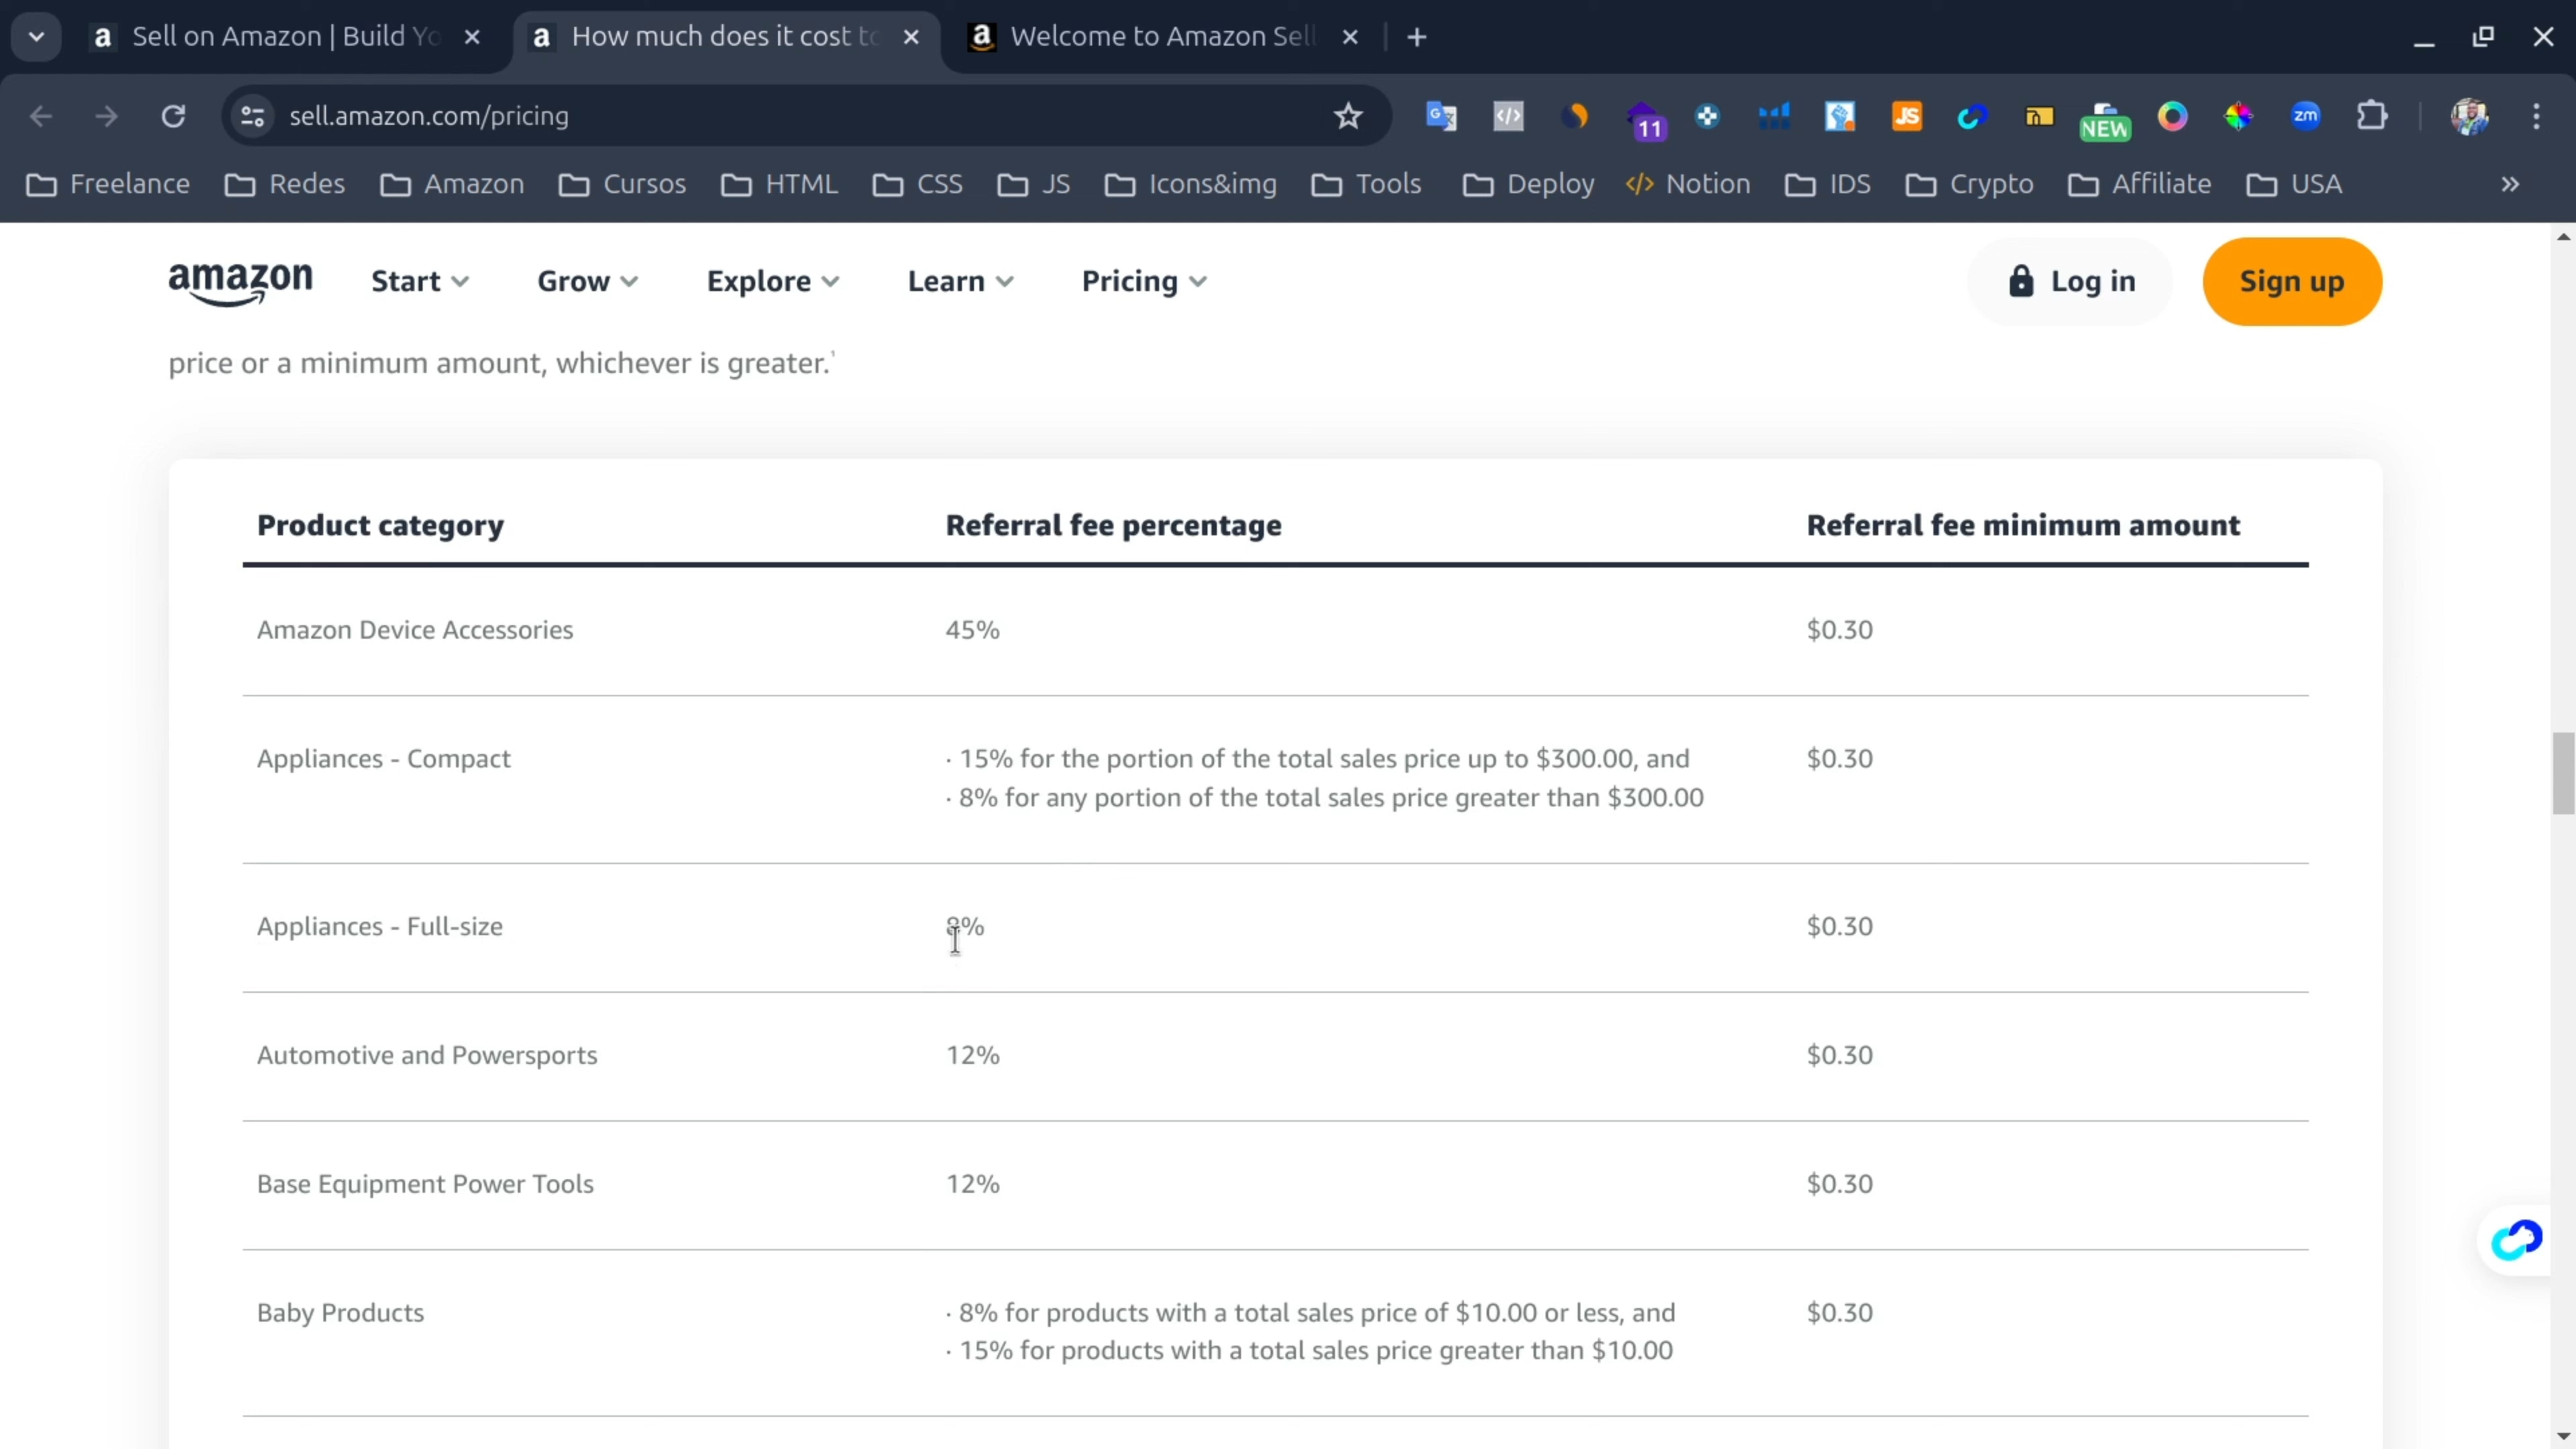 Sell on Amazon | Build Yo
How much does it cost to
Welcome to Amazon Sell
sell.amazon.com/pricing
11
JS
NEW
zm
Freelance
Redes
Amazon
Cursos
HTML
CSS
JS
Icons&img
Tools
Deploy
Notion
IDS
Crypto
Affiliate
USA
amazon
Start
Grow
Explore
Learn
Pricing
Log in
Sign up
price or a minimum amount, whichever is greater.¹
Product category Referral fee percentage Referral fee minimum amount
Amazon Device Accessories 45% $0.30
Appliances - Compact · 15% for the portion of the total sales price up to $300.00, and $0.30
· 8% for any portion of the total sales price greater than $300.00
Appliances - Full-size 8% $0.30
Automotive and Powersports 12% $0.30
Base Equipment Power Tools 12% $0.30
Baby Products · 8% for products with a total sales price of $10.00 or less, and $0.30
· 15% for products with a total sales price greater than $10.00